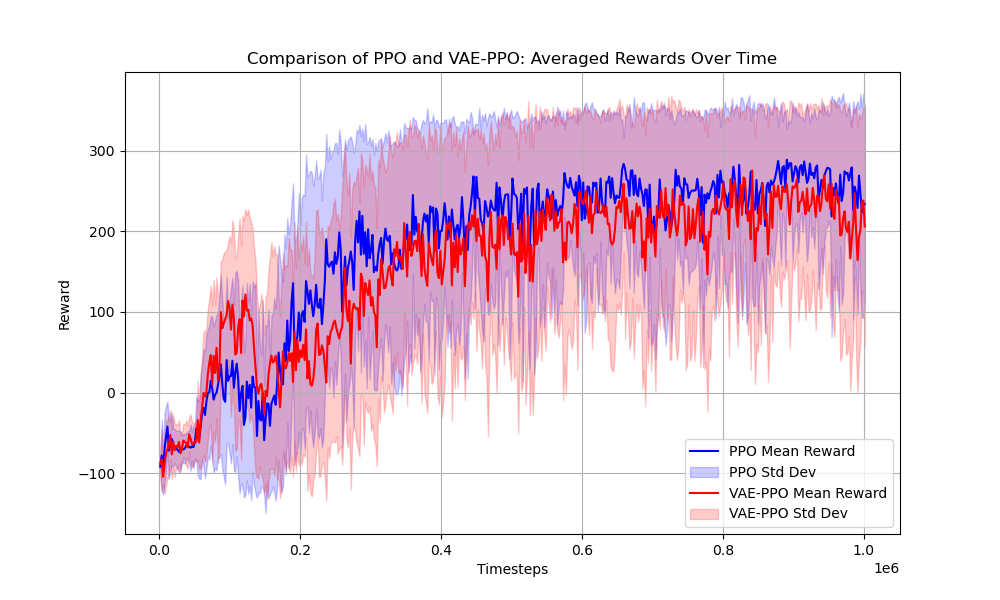 Comparison of PPO and VAE-PPO: Averaged Rewards Over Time
Reward
300
200
100
0
−100
PPO Mean Reward
PPO Std Dev
VAE-PPO Mean Reward
VAE-PPO Std Dev
0.0
0.2
0.4
0.6
0.8
1.0
1e6
Timesteps